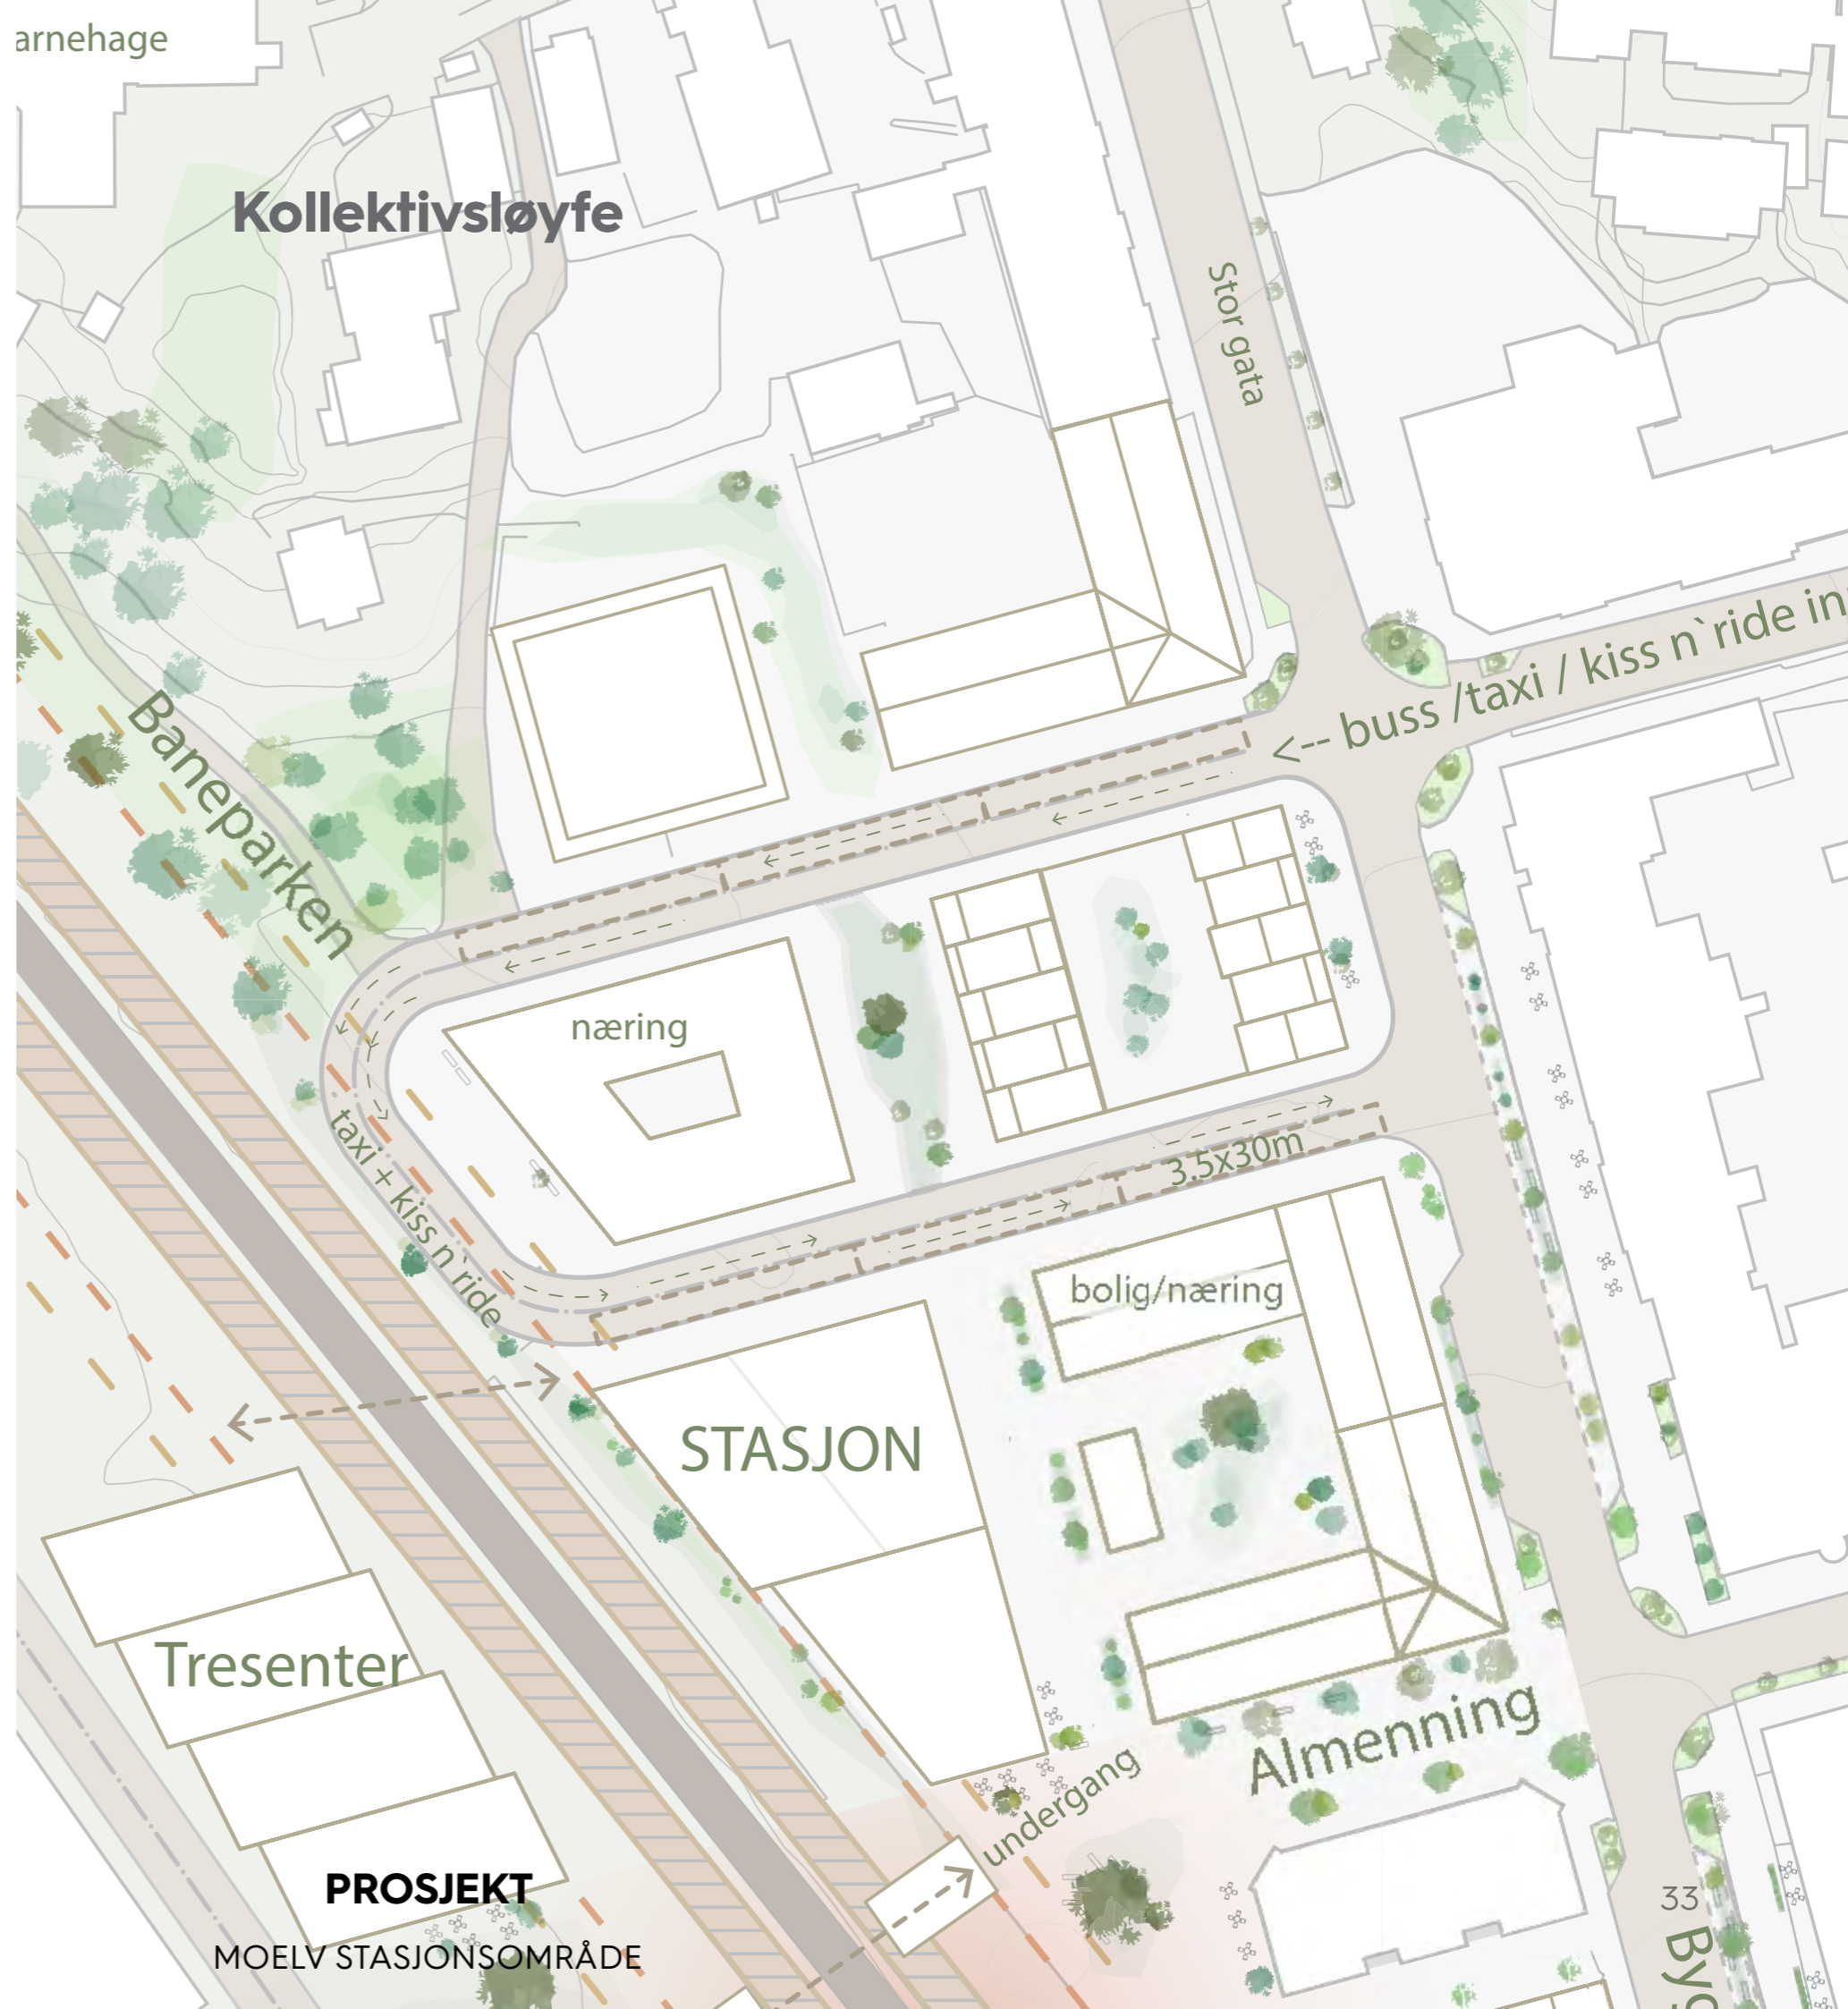 arnehage
Kollektivsløyfe
Stor gata
<-- buss /taxi / kiss n`ride in
Baneparken
næring
taxi + kiss n`ride
3.5x30m
bolig/næring
STASJON
Tresenter
Almenning
undergang
PROSJEKT
33
MOELV STASJONSOMRÅDE
Byg